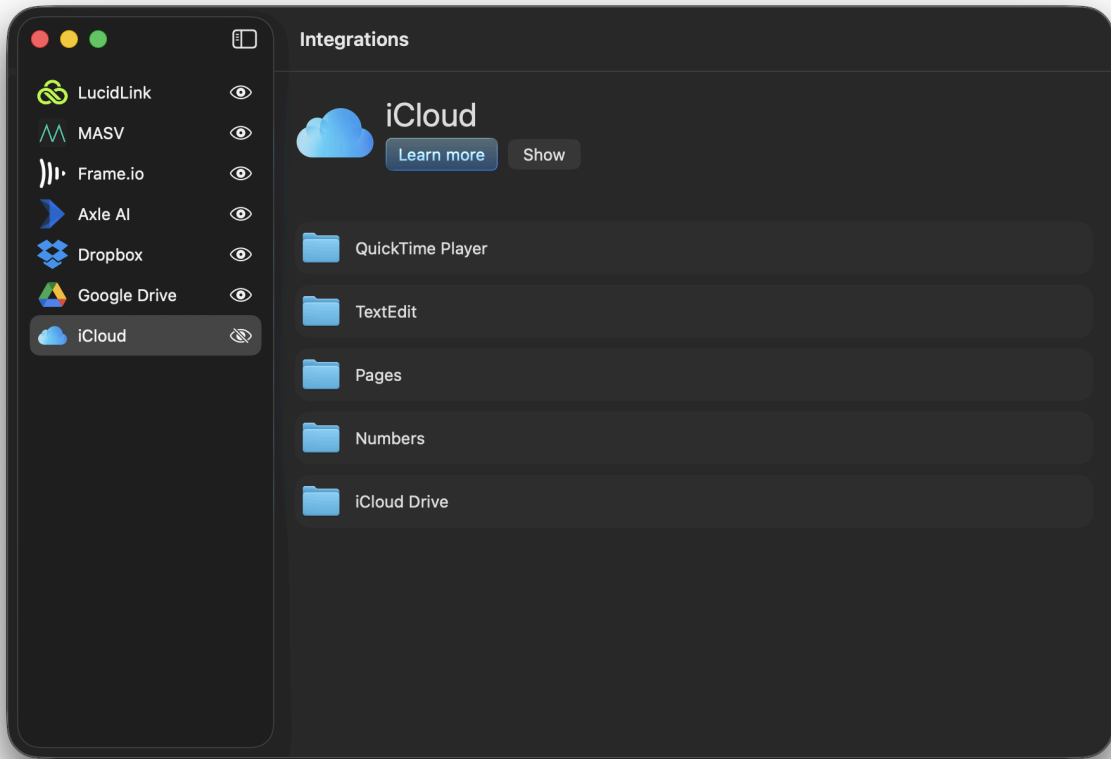 Integrations
LucidLink
MASV
Frame.io
Axle AI
Dropbox
Google Drive
iCloud
iCloud
Learn more
Show
QuickTime Player
TextEdit
Pages
Numbers
iCloud Drive